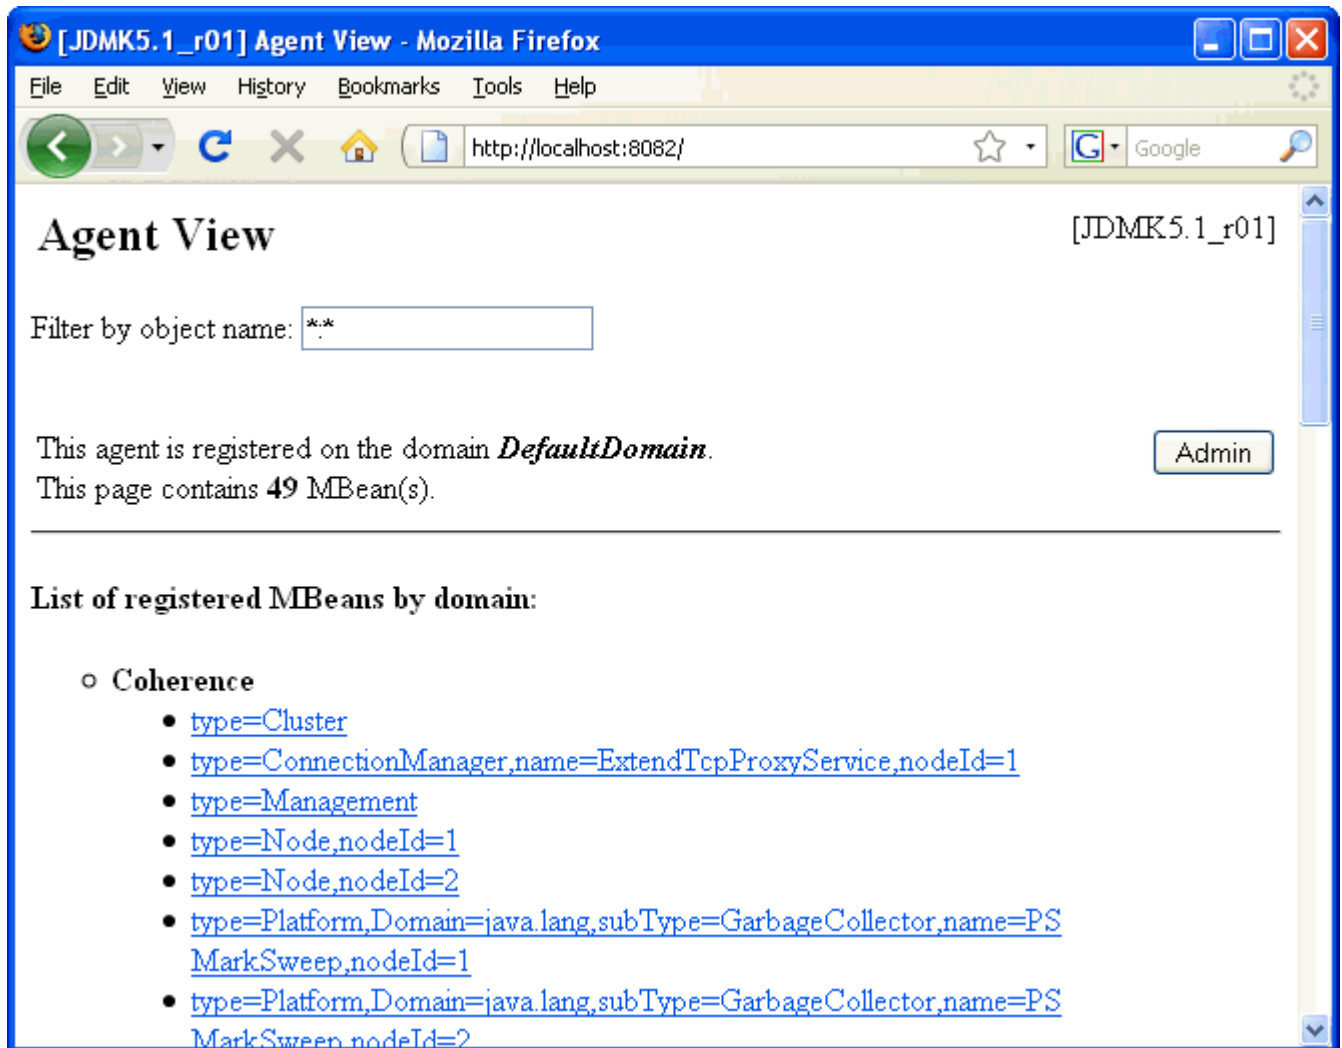 [JDMK5.1_r01] Agent View - Mozilla Firefox
File Edit View History Bookmarks Tools Help
http://localhost:8082/ G Google
Agent View [JDMK5.1_r01]
Filter by object name: *:*
This agent is registered on the domain DefaultDomain. Admin
This page contains 49 MBean(s).
List of registered MBeans by domain:
Coherence
type=Cluster
type=ConnectionManager,name=ExtendTcpProxyService,nodeId=1
type=Management
type=Node,nodeId=1
type=Node,nodeId=2
type=Platform,Domain=java.lang,subType=GarbageCollector,name=PS
MarkSweep,nodeId=1
type=Platform,Domain=java.lang,subType=GarbageCollector,name=PS
MarkSweep,nodeId=2